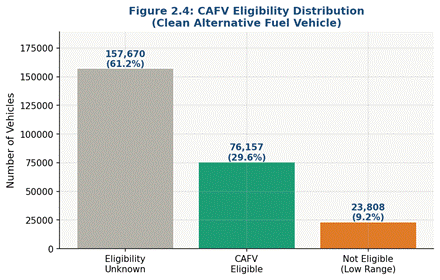 Figure 2.4: CAFV Eligibility Distribution
(Clean Alternative Fuel Vehicle)
Number of Vehicles
175000
150000
125000
100000
75000
50000
25000
0
157,670
(61.2%)
76,157
(29.6%)
23,808
(9.2%)
Eligibility
Unknown
CAFV
Eligible
Not Eligible
(Low Range)